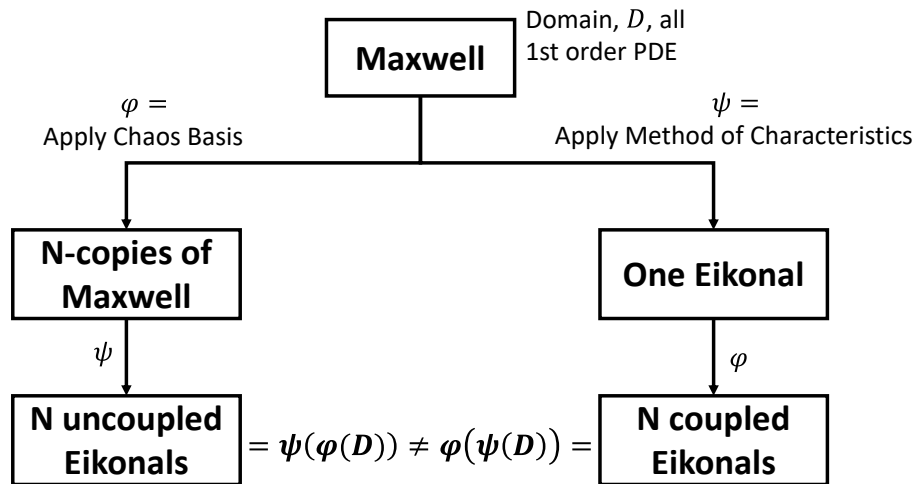 Domain, D, all
1st order PDE
Maxwell
φ =
Apply Chaos Basis
ψ =
Apply Method of Characteristics
N-copies of
Maxwell
One Eikonal
ψ
φ
N uncoupled
Eikonals
= ψ(φ(D)) ≠ φ(ψ(D)) =
N coupled
Eikonals